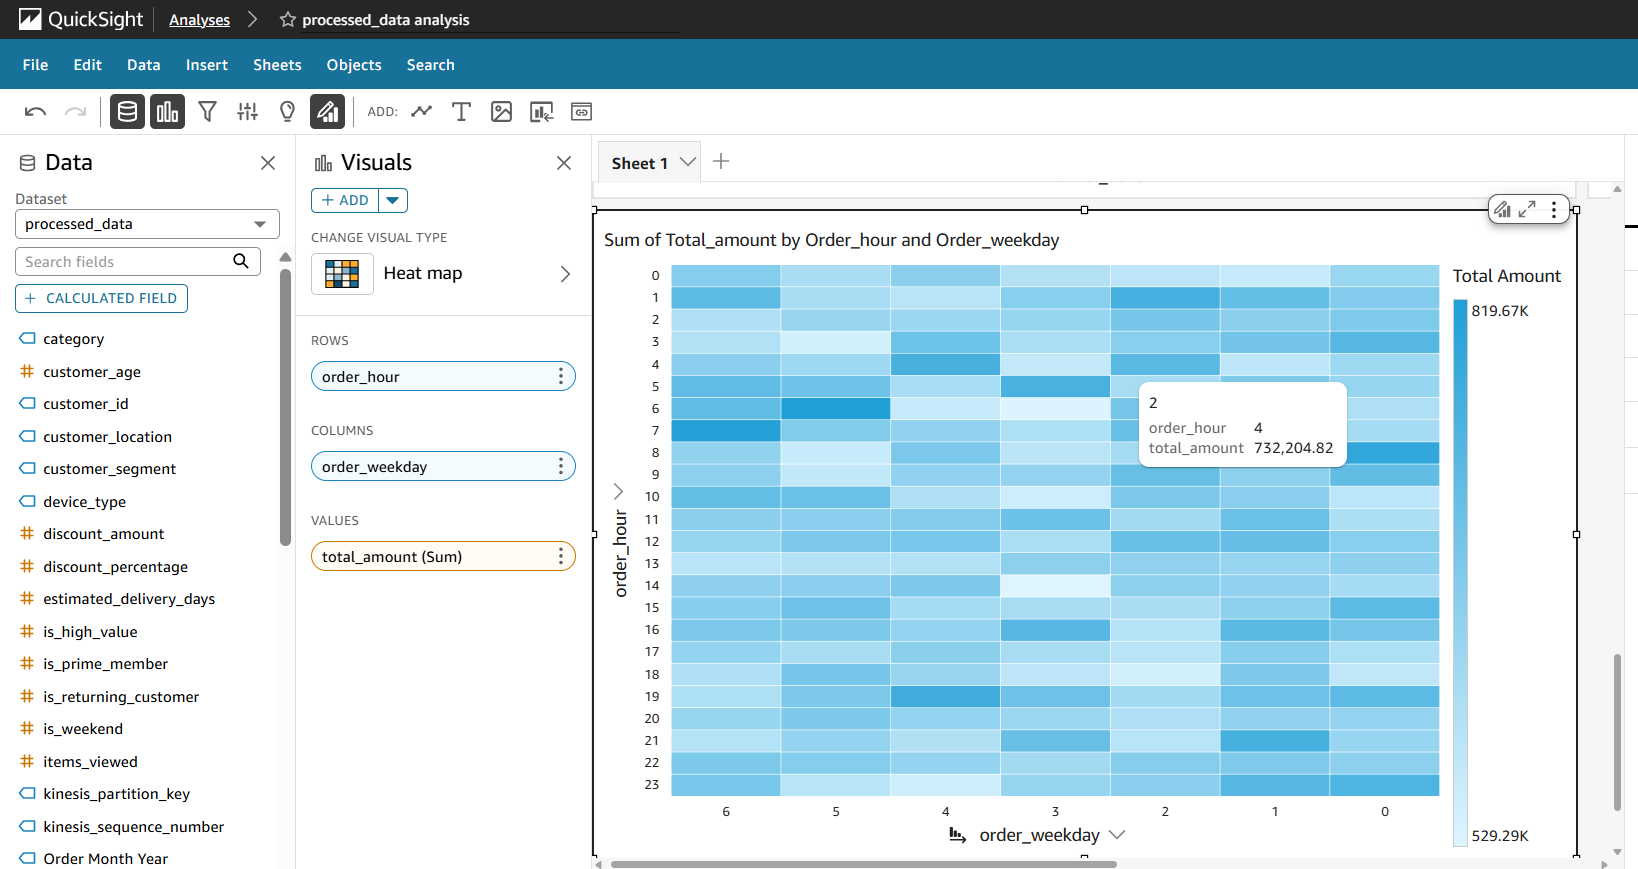 QuickSight
Analyses
processed_data analysis
File
Edit
Data
Insert
Sheets
Objects
Search
ADD:
Data
Dataset
processed_data
Search fields
+ CALCULATED FIELD
category
customer_age
customer_id
customer_location
customer_segment
device_type
discount_amount
discount_percentage
estimated_delivery_days
is_high_value
is_prime_member
is_returning_customer
is_weekend
items_viewed
kinesis_partition_key
kinesis_sequence_number
Order Month Year
Visuals
+ ADD
CHANGE VISUAL TYPE
Heat map
ROWS
order_hour
COLUMNS
order_weekday
VALUES
total_amount (Sum)
Sheet 1
Sum of Total_amount by Order_hour and Order_weekday
order_hour
0
1
2
3
4
5
6
7
8
9
10
11
12
13
14
15
16
17
18
19
20
21
22
23
2
order_hour 4
total_amount 732,204.82
6 5 4 3 2 1 0
order_weekday
Total Amount
819.67K
529.29K